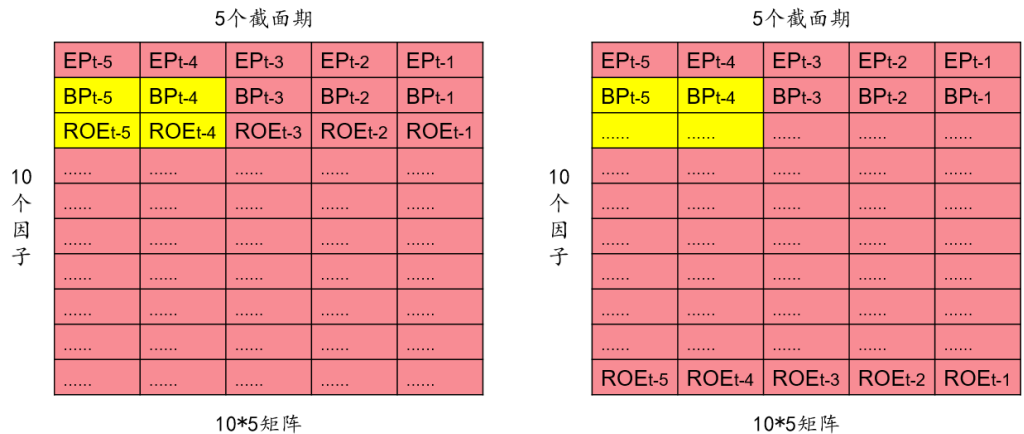 5个截面期
EPt-5 EPt-4 EPt-3 EPt-2 EPt-1
BPt-5 BPt-4 BPt-3 BPt-2 BPt-1
ROEt-5 ROEt-4 ROEt-3 ROEt-2 ROEt-1
...... ...... ...... ...... ......
...... ...... ...... ...... ......
...... ...... ...... ...... ......
...... ...... ...... ...... ......
...... ...... ...... ...... ......
...... ...... ...... ...... ......
...... ...... ...... ...... ......
10
个
因
子
10*5矩阵
5个截面期
EPt-5 EPt-4 EPt-3 EPt-2 EPt-1
BPt-5 BPt-4 BPt-3 BPt-2 BPt-1
...... ...... ...... ...... ......
...... ...... ...... ...... ......
...... ...... ...... ...... ......
...... ...... ...... ...... ......
...... ...... ...... ...... ......
...... ...... ...... ...... ......
...... ...... ...... ...... ......
ROEt-5 ROEt-4 ROEt-3 ROEt-2 ROEt-1
10
个
因
子
10*5矩阵